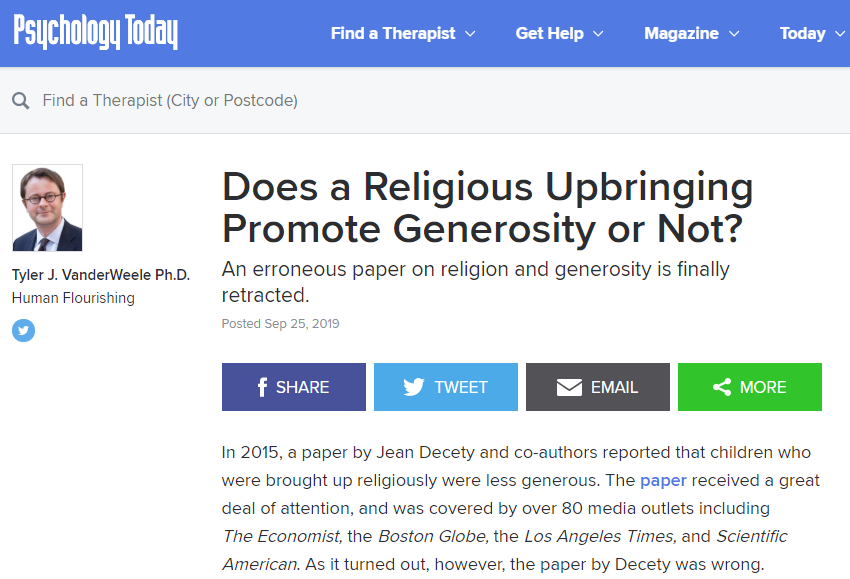 Psychology Today
Find a Therapist
Get Help
Magazine
Today
Find a Therapist (City or Postcode)
Tyler J. VanderWeele Ph.D.
Human Flourishing
Does a Religious Upbringing
Promote Generosity or Not?
An erroneous paper on religion and generosity is finally
retracted.
Posted Sep 25, 2019
SHARE
TWEET
EMAIL
MORE
In 2015, a paper by Jean Decety and co-authors reported that children who
were brought up religiously were less generous. The paper received a great
deal of attention, and was covered by over 80 media outlets including
The Economist, the Boston Globe, the Los Angeles Times, and Scientific
American. As it turned out, however, the paper by Decety was wrong.